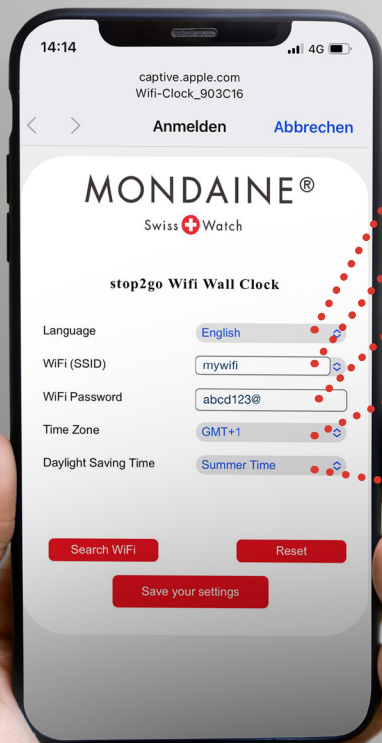 14:14
4G
captive.apple.com
Wifi-Clock_903C16
< > Anmelden Abbrechen
MONDAINE®
Swiss Watch
stop2go Wifi Wall Clock
Language English
WiFi (SSID) mywifi
WiFi Password abcd123@
Time Zone GMT+1
Daylight Saving Time Summer Time
Search WiFi Reset
Save your settings